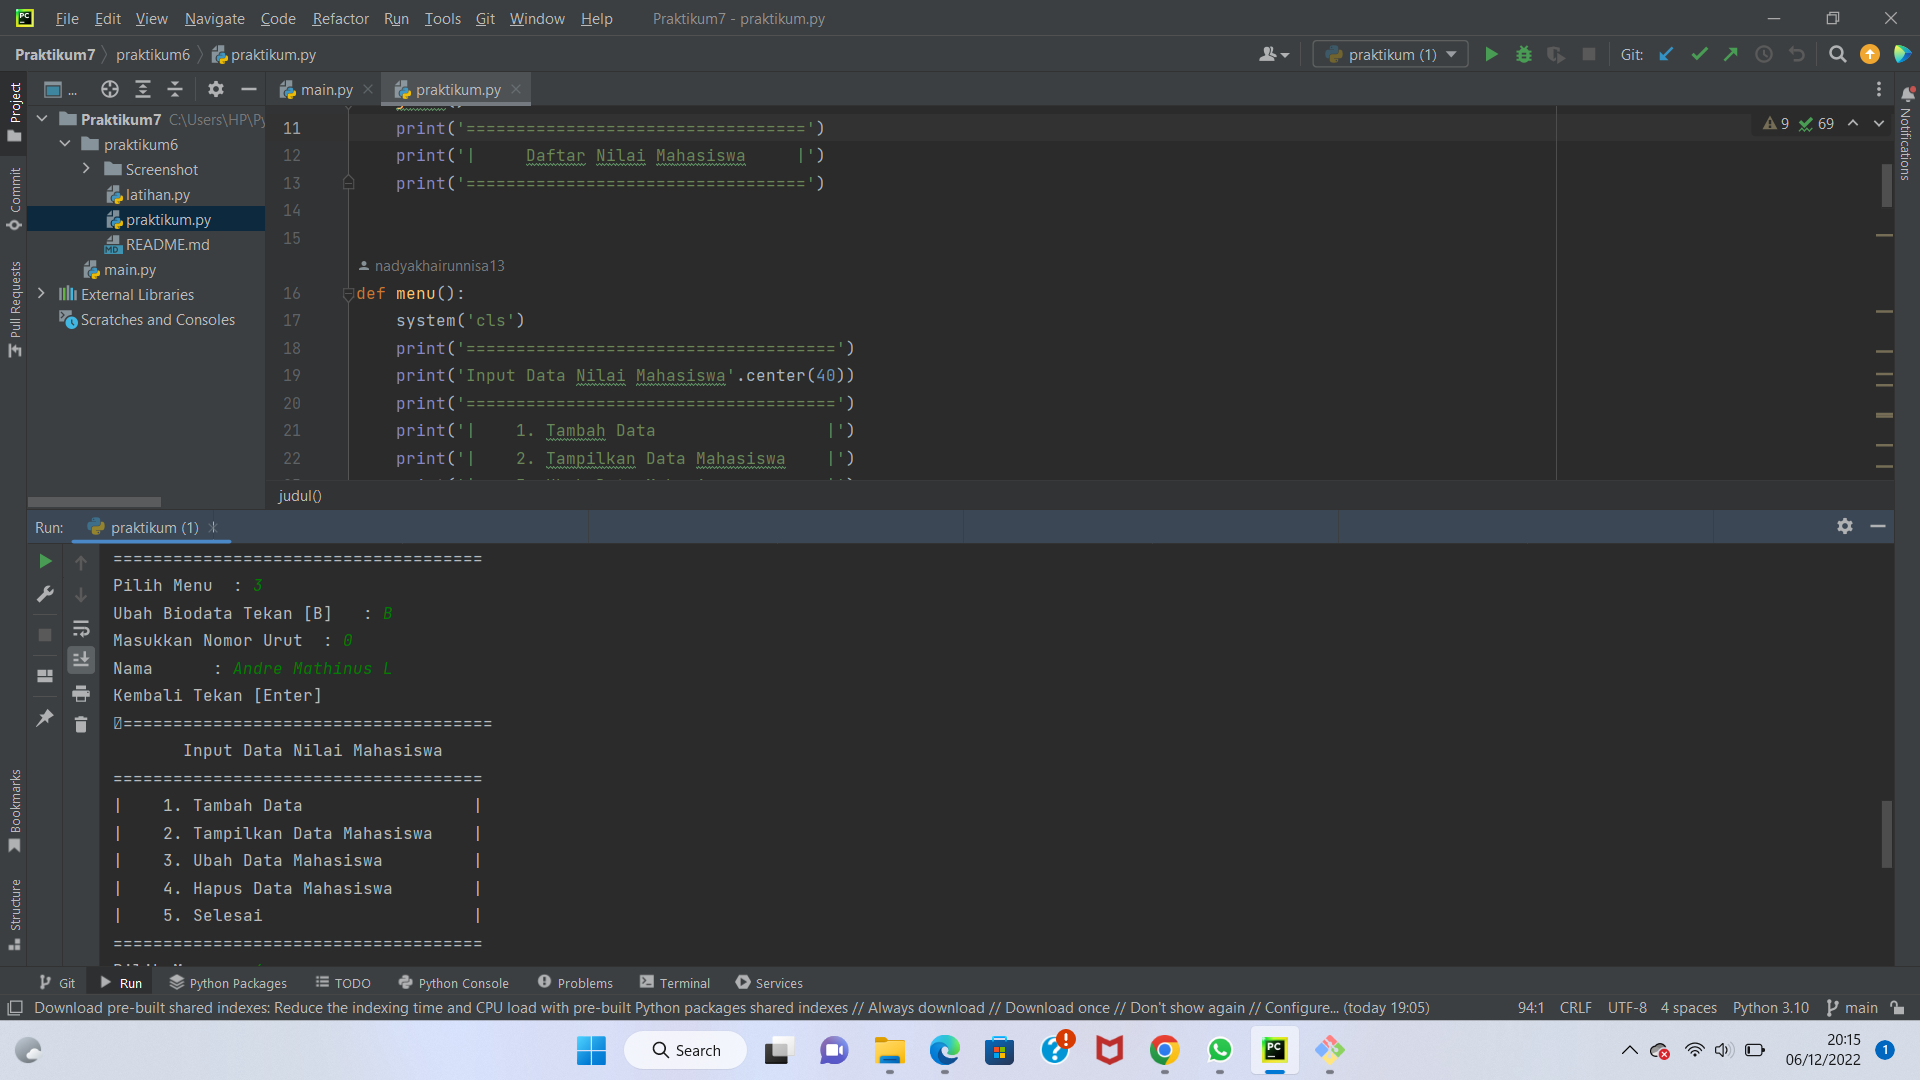 File Edit View Navigate Code Refactor Run Tools Git Window Help Praktikum7 - praktikum.py
Praktikum7 praktikum6 praktikum.py praktikum (1) Git:
... main.py praktikum.py
Project
Commit
Pull Requests
Bookmarks
Structure
Notifications
Praktikum7 C:\Users\HP\Py
praktikum6
Screenshot
latihan.py
praktikum.py
README.md
main.py
External Libraries
Scratches and Consoles
9 69
11 print('==================================')
12 print('|     Daftar Nilai Mahasiswa     |')
13 print('==================================')
14
15
nadyakhairunnisa13
16 def menu():
17 system('cls')
18 print('=====================================')
19 print('Input Data Nilai Mahasiswa'.center(40))
20 print('=====================================')
21 print('|    1. Tambah Data                 |')
22 print('|    2. Tampilkan Data Mahasiswa    |')
judul()
Run: praktikum (1)
=====================================
Pilih Menu  : 3
Ubah Biodata Tekan [B]   : B
Masukkan Nomor Urut  : 0
Nama      : Andre Mathinus L
Kembali Tekan [Enter]
=====================================
Input Data Nilai Mahasiswa
=====================================
|    1. Tambah Data                 |
|    2. Tampilkan Data Mahasiswa    |
|    3. Ubah Data Mahasiswa         |
|    4. Hapus Data Mahasiswa        |
|    5. Selesai                     |
=====================================
Git Run Python Packages TODO Python Console Problems Terminal Services
Download pre-built shared indexes: Reduce the indexing time and CPU load with pre-built Python packages shared indexes // Always download // Download once // Don't show again // Configure... (today 19:05) 94:1 CRLF UTF-8 4 spaces Python 3.10 main
Search
20:15
06/12/2022
1